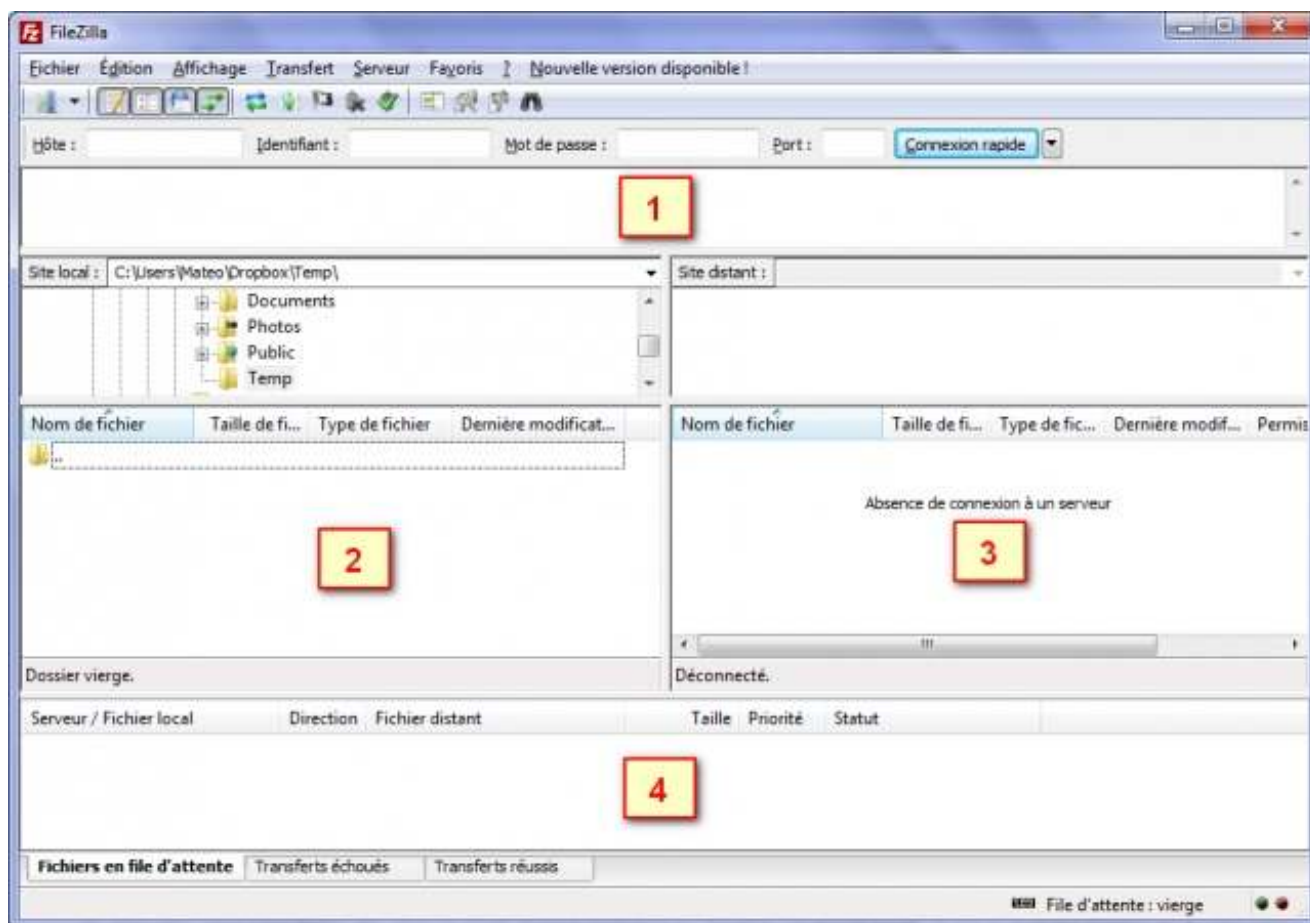 FileZilla
Fichier Édition Affichage Transfert Serveur Favoris ? Nouvelle version disponible !
Hôte : Identifiant : Mot de passe : Port : Connexion rapide
1
Site local : C:\Users\Mateo\Dropbox\Temp\ Site distant :
Documents
Photos
Public
Temp
Nom de fichier Taille de fi... Type de fichier Dernière modificat... Nom de fichier Taille de fi... Type de fic... Dernière modif... Permis
..
Absence de connexion à un serveur
2 3
Dossier vierge. Déconnecté.
Serveur / Fichier local Direction Fichier distant Taille Priorité Statut
4
Fichiers en file d'attente Transferts échoués Transferts réussis
File d'attente : vierge